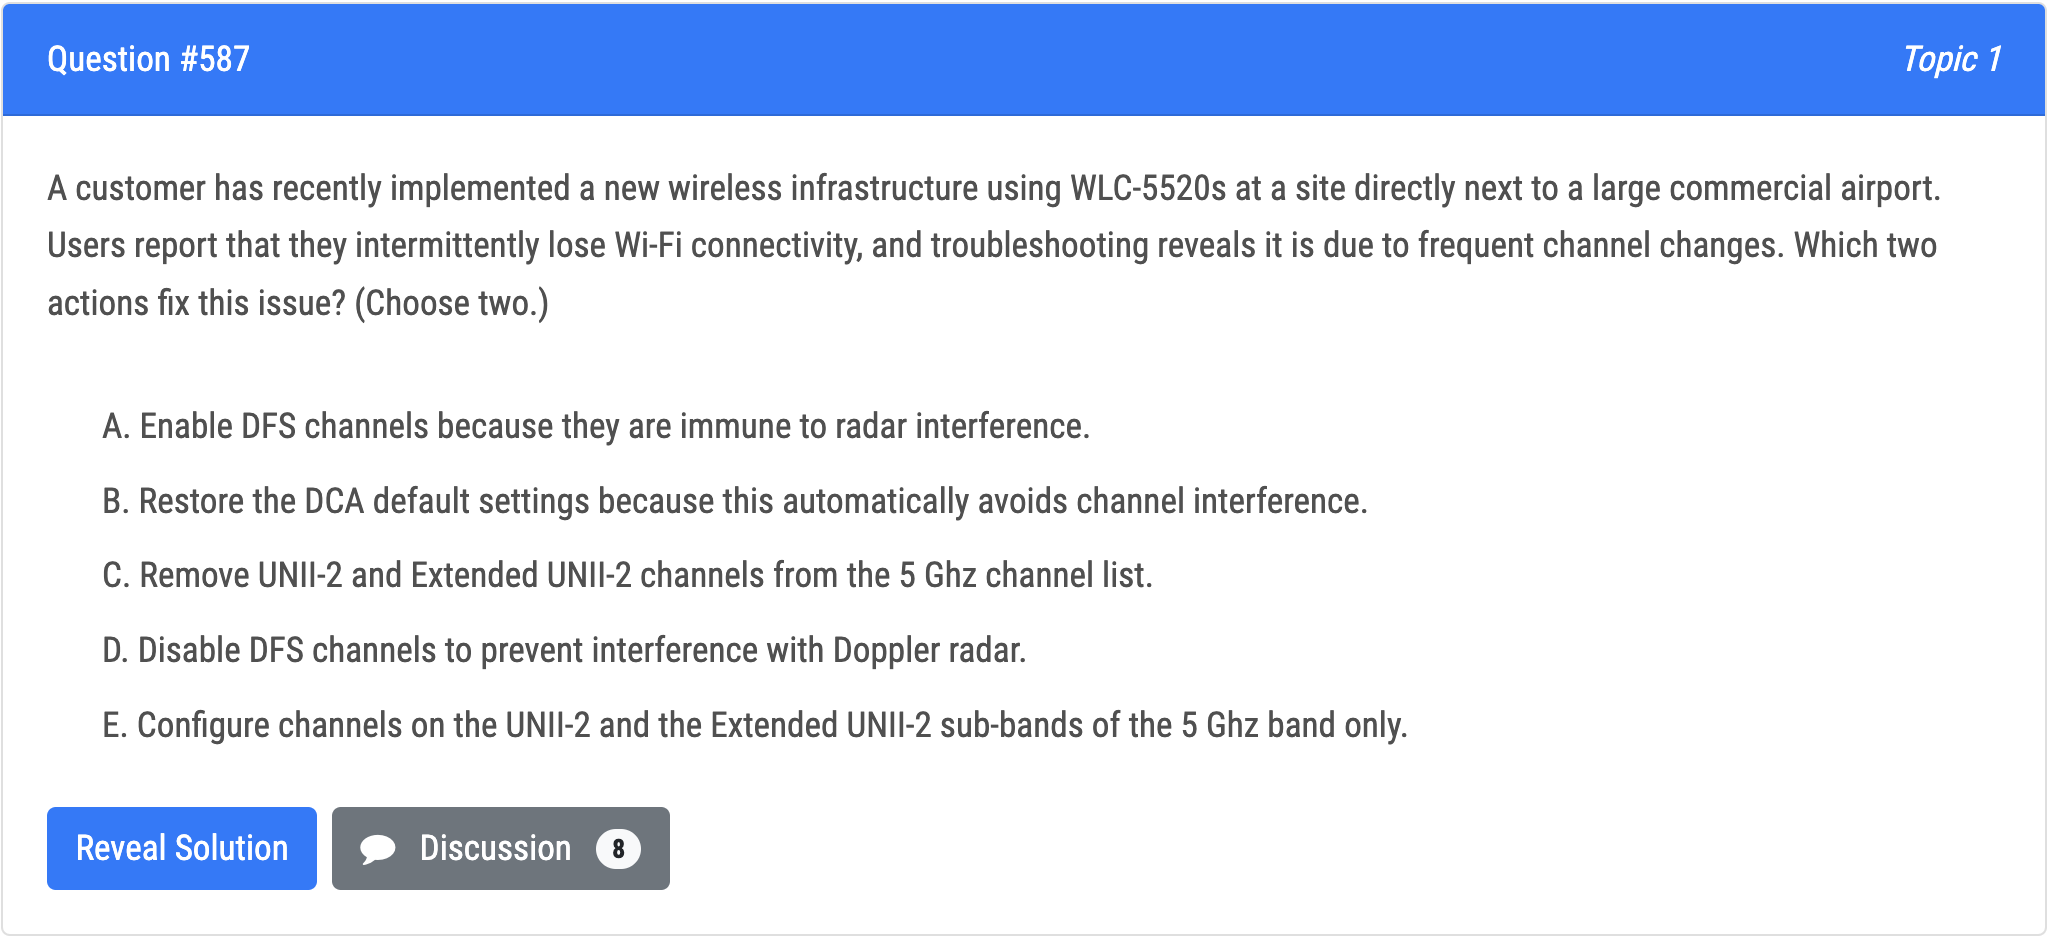 Question #587
Topic 1
A customer has recently implemented a new wireless infrastructure using WLC-5520s at a site directly next to a large commercial airport.
Users report that they intermittently lose Wi-Fi connectivity, and troubleshooting reveals it is due to frequent channel changes. Which two
actions fix this issue? (Choose two.)
A. Enable DFS channels because they are immune to radar interference.
B. Restore the DCA default settings because this automatically avoids channel interference.
C. Remove UNII-2 and Extended UNII-2 channels from the 5 Ghz channel list.
D. Disable DFS channels to prevent interference with Doppler radar.
E. Configure channels on the UNII-2 and the Extended UNII-2 sub-bands of the 5 Ghz band only.
Reveal Solution
Discussion 8